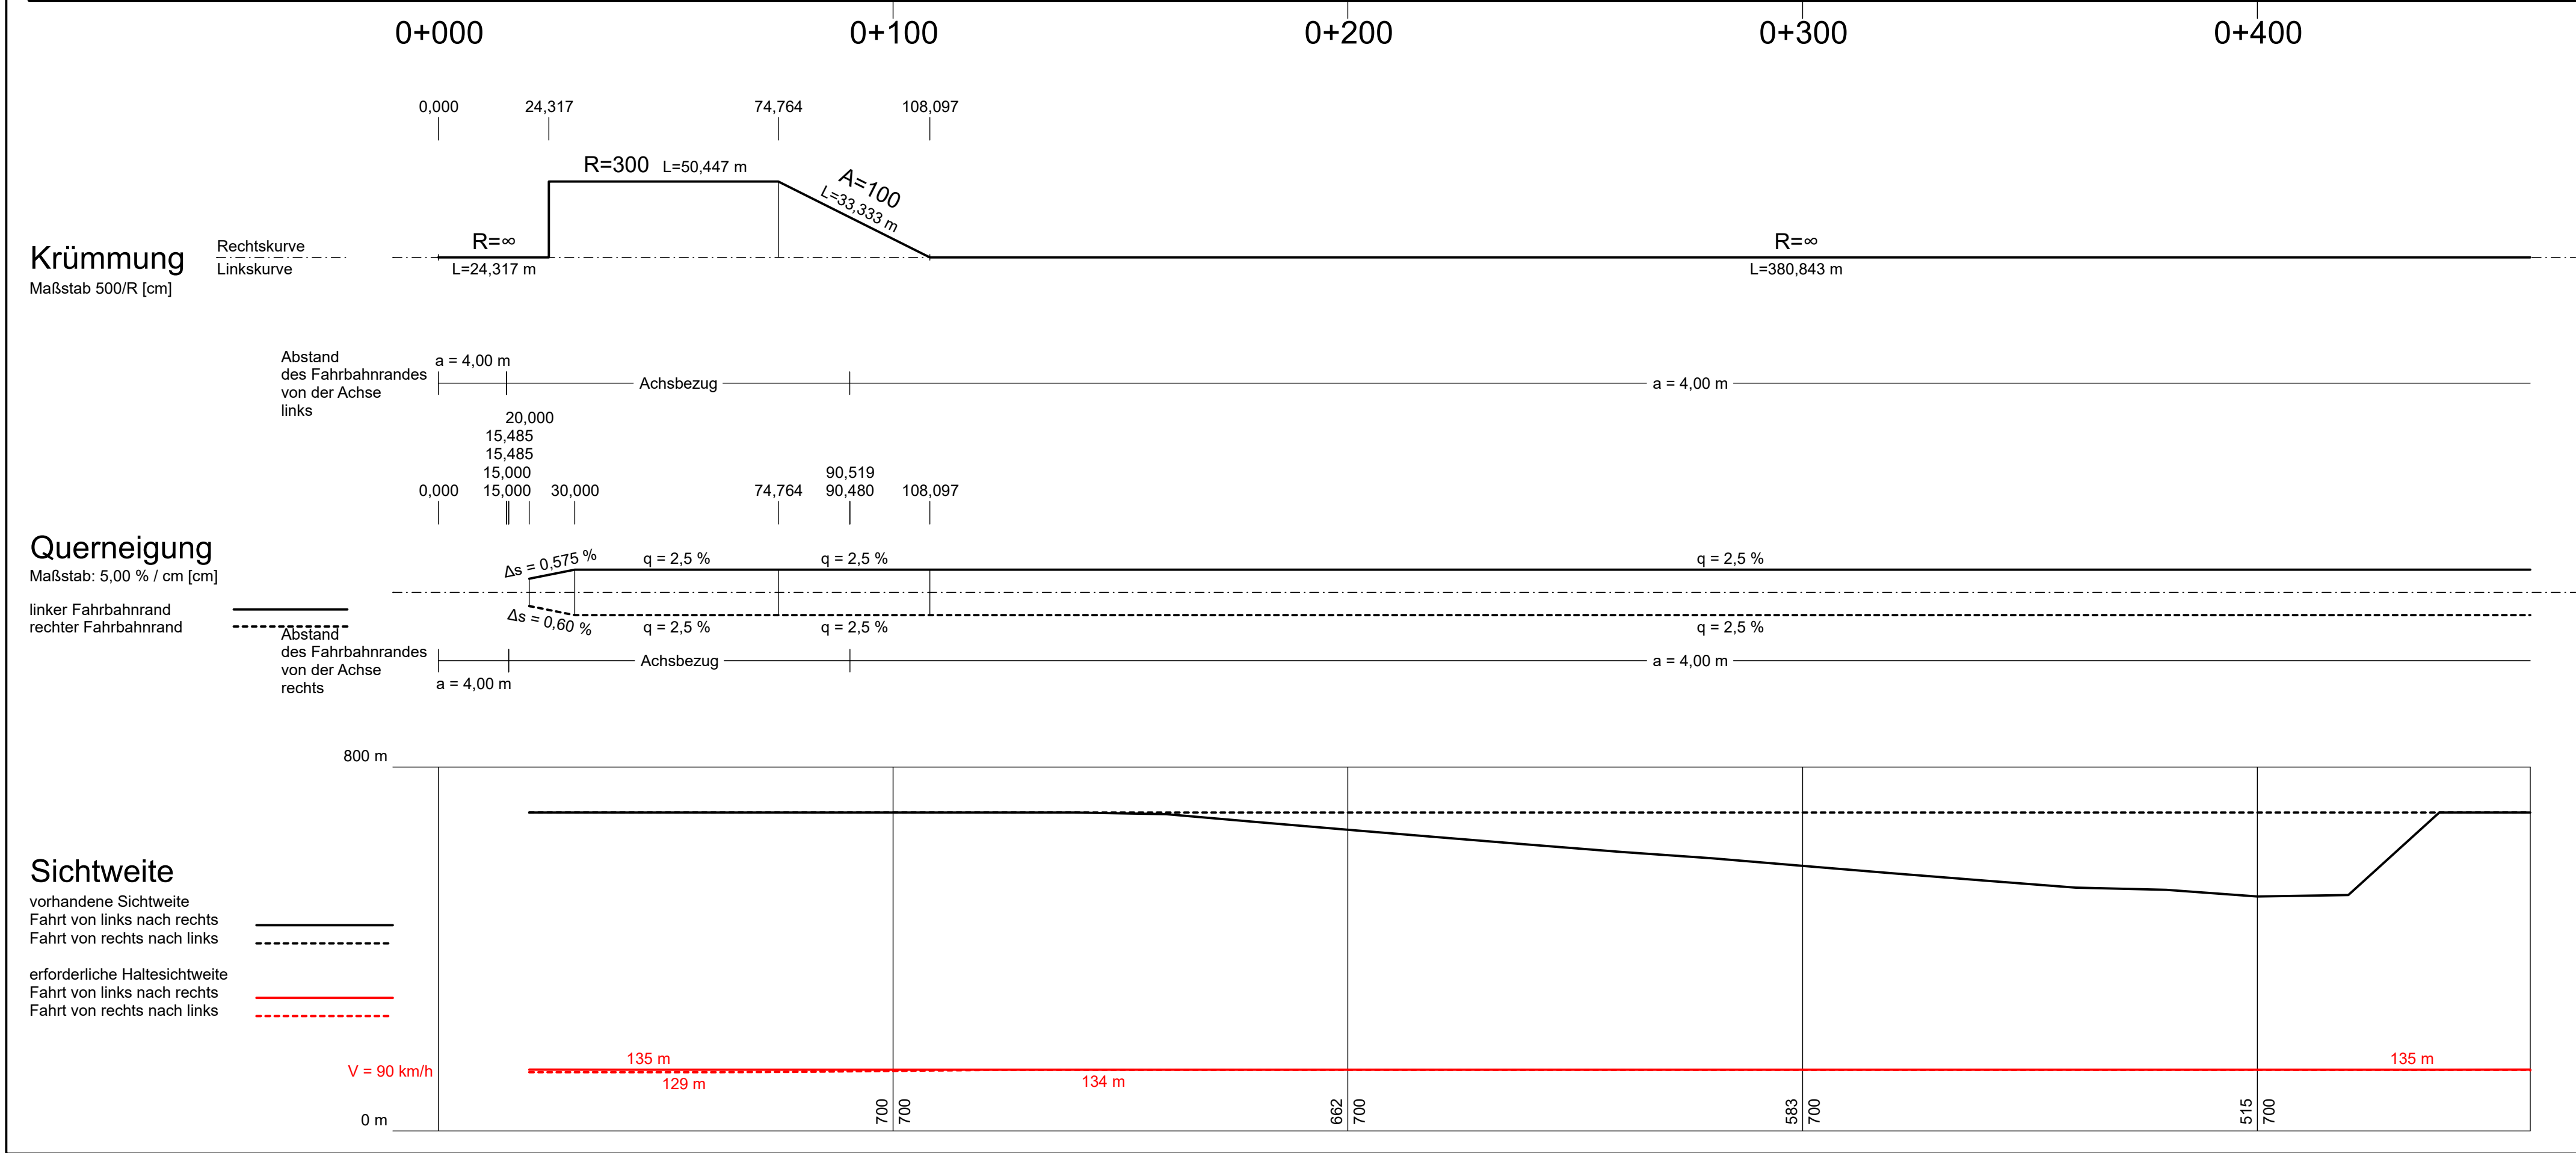 0+000 0+100 0+200 0+300 0+400
0,000 24,317 74,764 108,097
R=300 L=50,447 m
A=100
L=33,333 m
R=∞ R=∞
Krümmung
Rechtskurve
Linkskurve
L=24,317 m L=380,843 m
Maßstab 500/R [cm]
Abstand
des Fahrbahnrandes
von der Achse
links
a = 4,00 m
Achsbezug a = 4,00 m
20,000
15,485
15,485
15,000 90,519
0,000 15,000 30,000 74,764 90,480 108,097
Querneigung
Maßstab: 5,00 % / cm [cm]
Δs = 0,575 % q = 2,5 % q = 2,5 % q = 2,5 %
linker Fahrbahnrand
rechter Fahrbahnrand
Δs = 0,60 % q = 2,5 % q = 2,5 % q = 2,5 %
Abstand
des Fahrbahnrandes
von der Achse
rechts
Achsbezug a = 4,00 m
a = 4,00 m
800 m
Sichtweite
vorhandene Sichtweite
Fahrt von links nach rechts
Fahrt von rechts nach links
erforderliche Haltesichtweite
Fahrt von links nach rechts
Fahrt von rechts nach links
135 m 135 m
V = 90 km/h
129 m 134 m
700
700
662
700
583
700
515
700
0 m